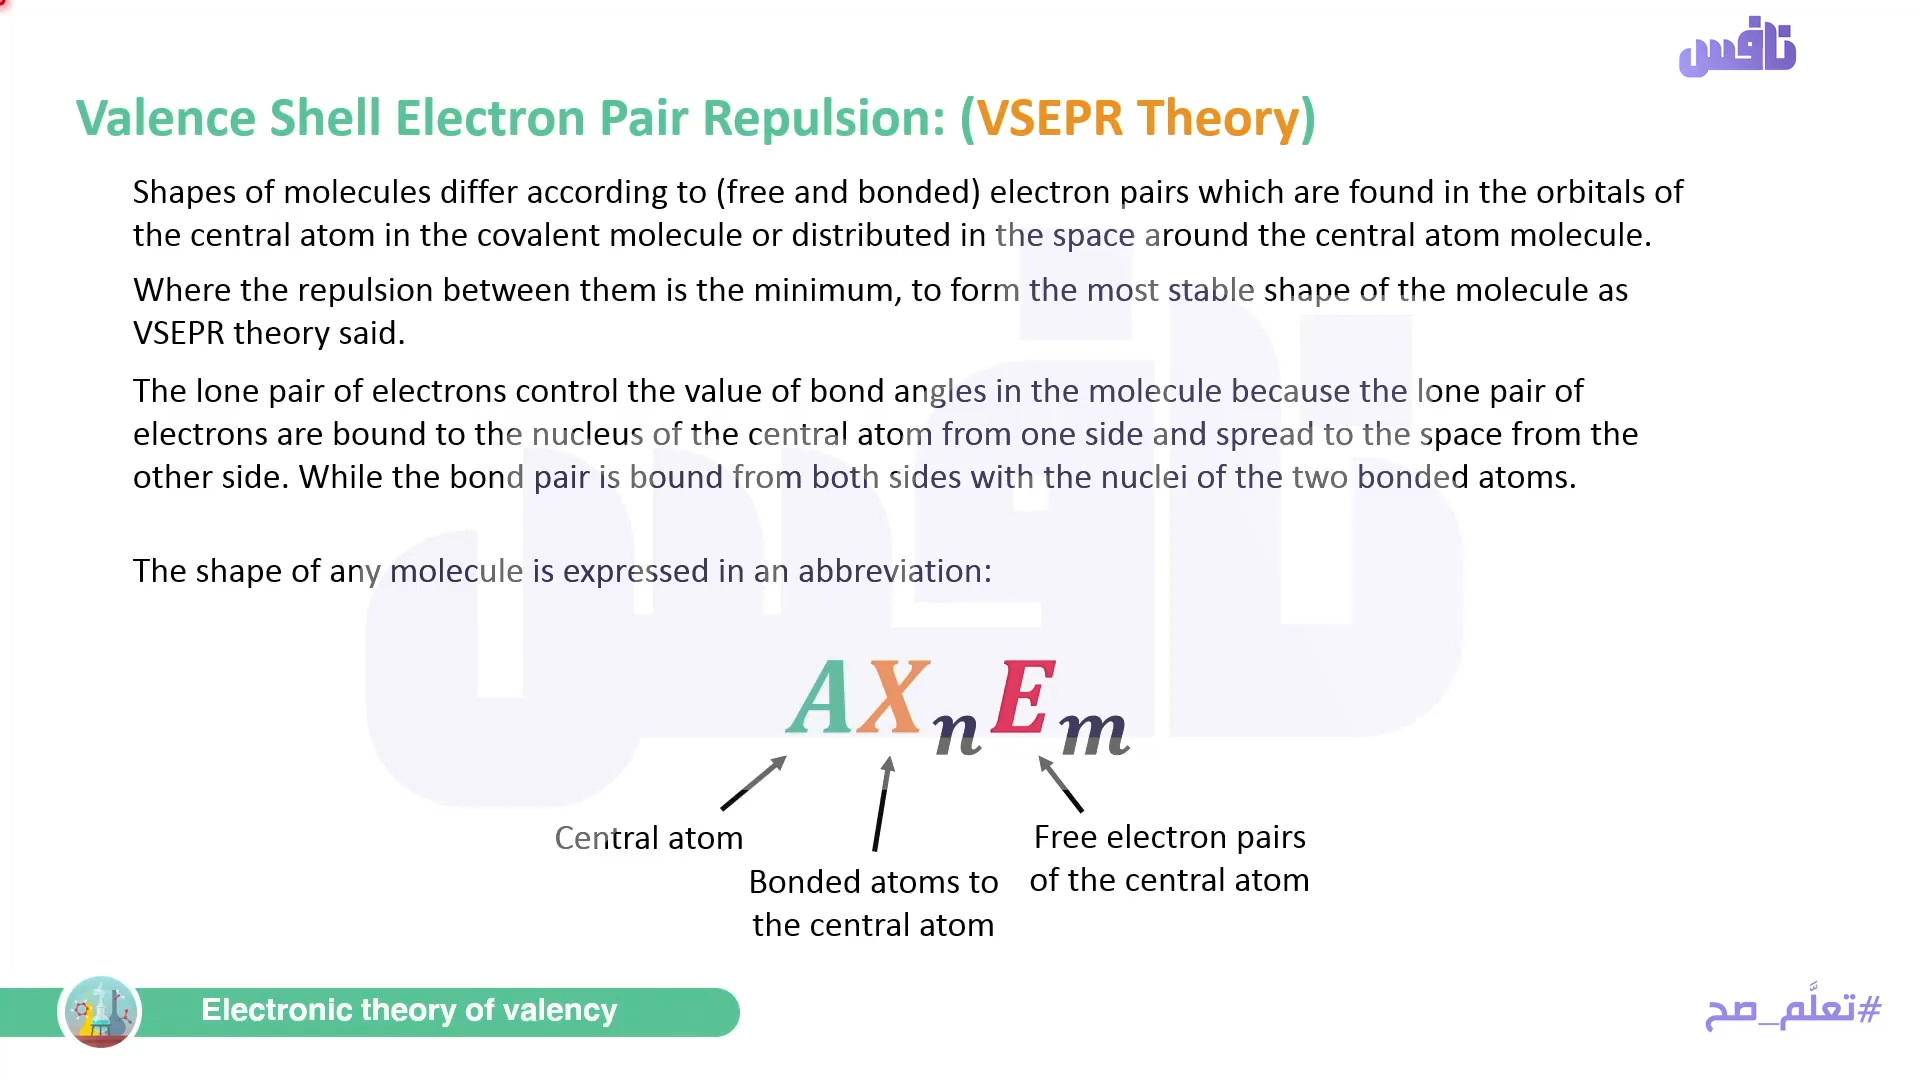 نافس
Valence Shell Electron Pair Repulsion: (VSEPR Theory)
Shapes of molecules differ according to (free and bonded) electron pairs which are found in the orbitals of
the central atom in the covalent molecule or distributed in the space around the central atom molecule.
Where the repulsion between them is the minimum, to form the most stable shape of the molecule as
VSEPR theory said.
The lone pair of electrons control the value of bond angles in the molecule because the lone pair of
electrons are bound to the nucleus of the central atom from one side and spread to the space from the
other side. While the bond pair is bound from both sides with the nuclei of the two bonded atoms.
The shape of any molecule is expressed in an abbreviation:
AXnEm
Central atom
Bonded atoms to
the central atom
Free electron pairs
of the central atom
Electronic theory of valency
#تعلَّم_صح